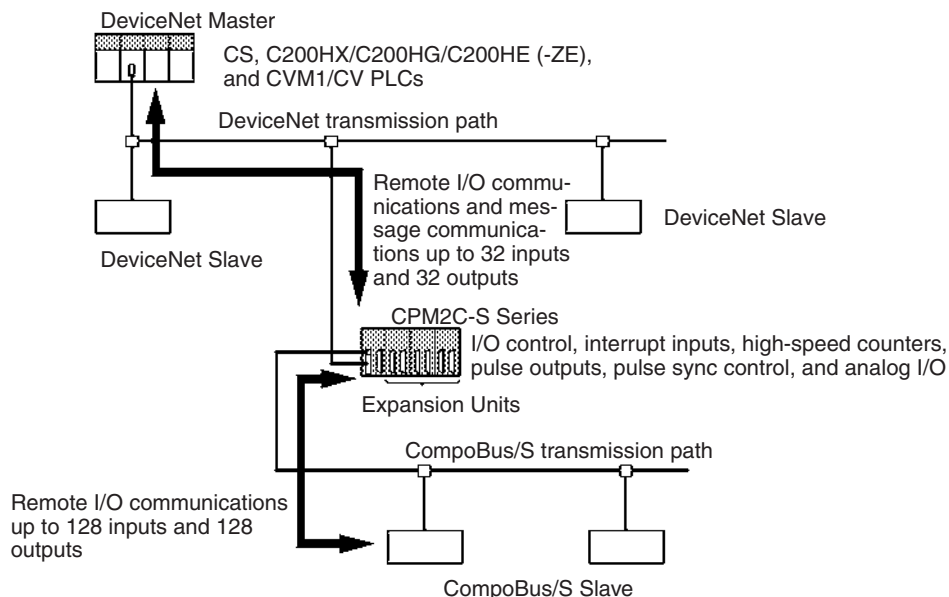 DeviceNet Master
CS, C200HX/C200HG/C200HE (-ZE),
and CVM1/CV PLCs
DeviceNet transmission path
Remote I/O commu-
nications and mes-
sage communica-
tions up to 32 inputs
and 32 outputs
DeviceNet Slave
DeviceNet Slave
CPM2C-S Series
I/O control, interrupt inputs, high-speed counters,
pulse outputs, pulse sync control, and analog I/O
Expansion Units
CompoBus/S transmission path
Remote I/O communications
up to 128 inputs and 128
outputs
CompoBus/S Slave